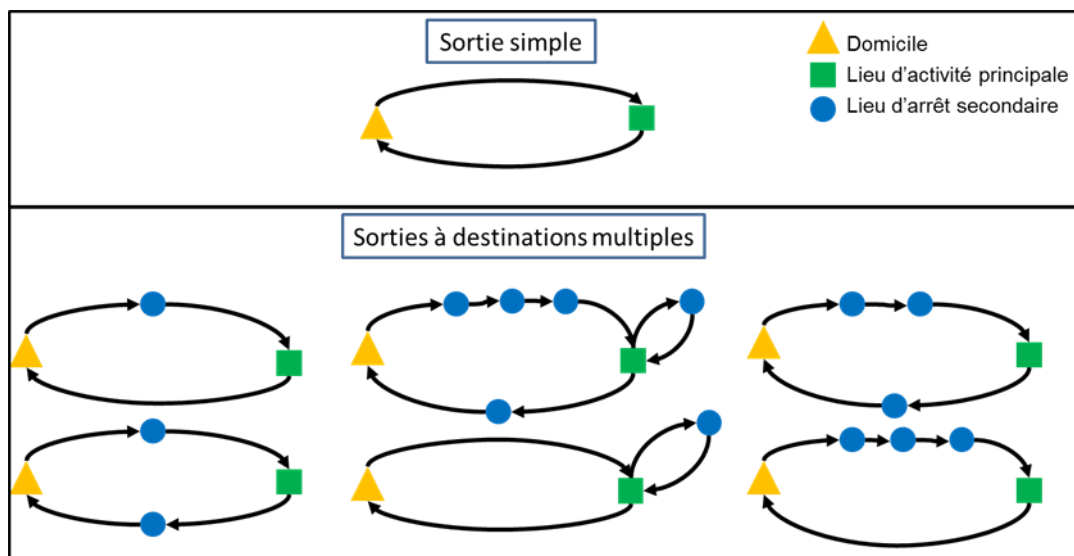 Sortie simple
Domicile
Lieu d'activité principale
Lieu d'arrêt secondaire
Sorties à destinations multiples